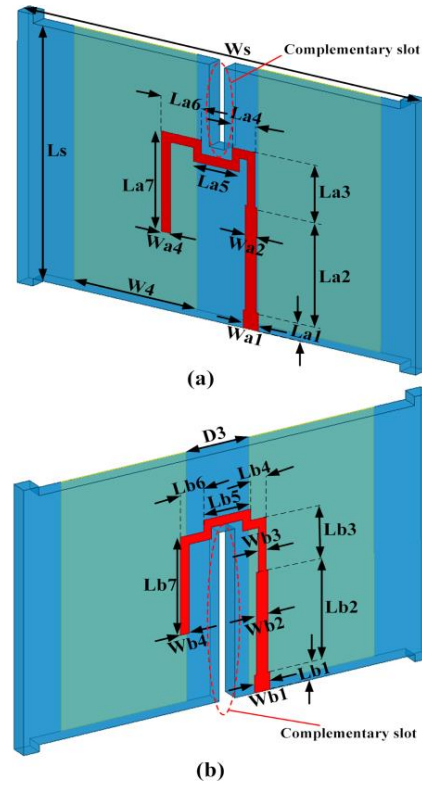 Ws
Complementary slot
La6
La4
Ls
La5
La7
La3
Wa4
Wa2
La2
W4
La1
Wa1
(a)
D3
Lb4
Lb6
Lb5
Lb3
Wb3
Lb7
Lb2
Wb2
Wb4
Lb1
Wb1
Complementary slot
(b)